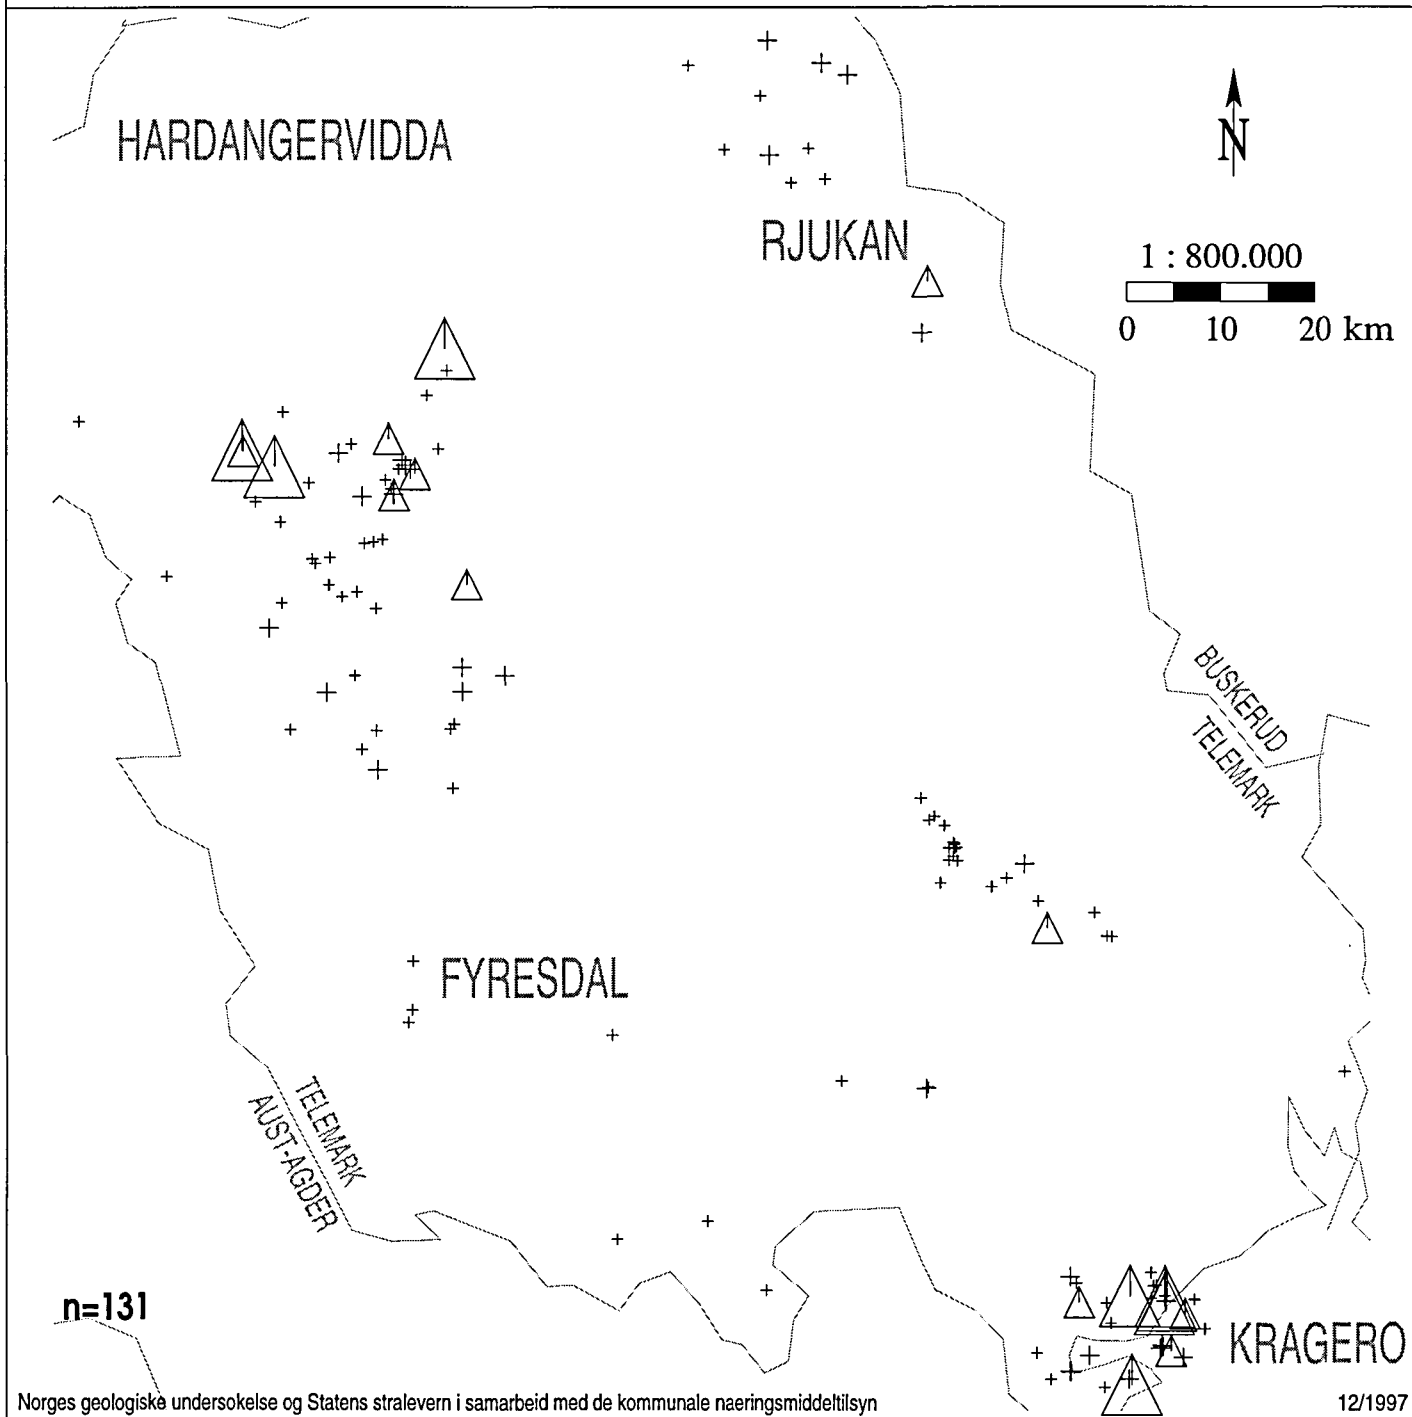 HARDANGERVIDDA
N
RJUKAN
1 : 800.000
0 10 20 km
BUSKERUD
TELEMARK
FYRESDAL
TELEMARK
AUST-AGDER
n=131
KRAGERO
Norges geologiske undersokelse og Statens stralevern i samarbeid med de kommunale naeringsmiddeltilsyn
12/1997